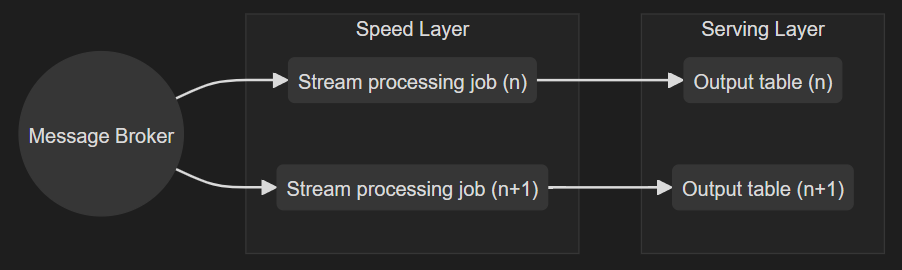 Speed Layer
Serving Layer
Message Broker
Stream processing job (n)
Output table (n)
Stream processing job (n+1)
Output table (n+1)